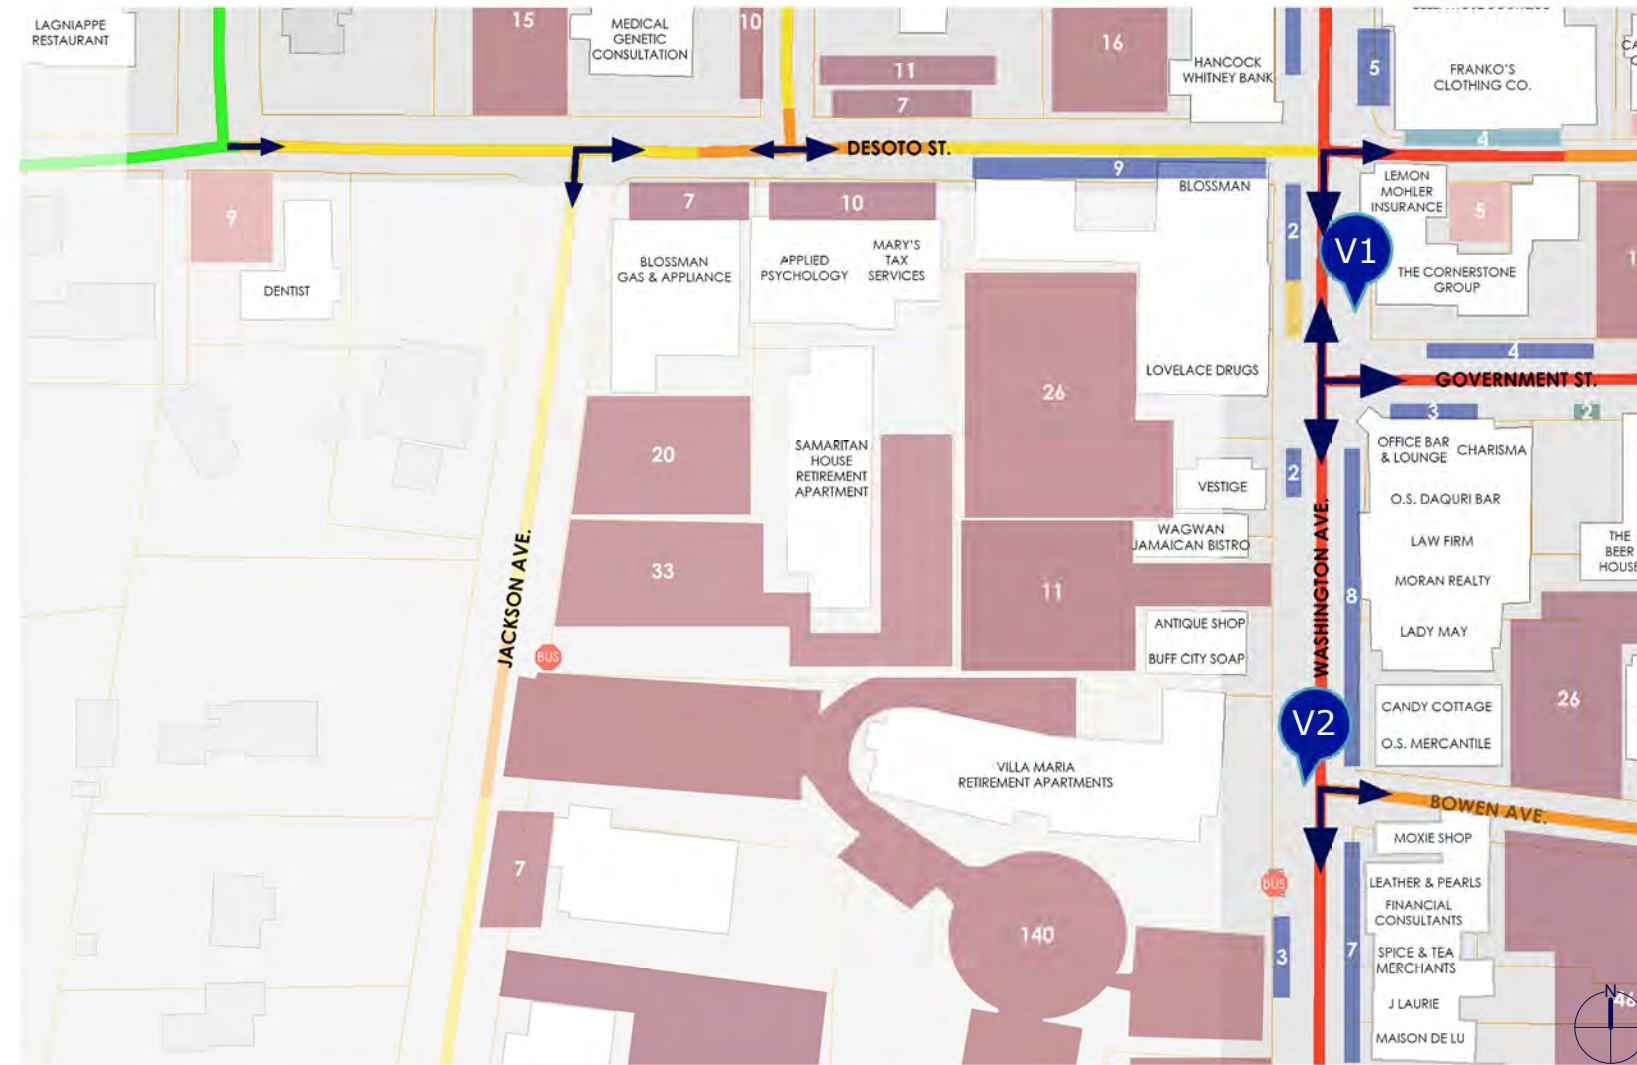 LAGNIAPPE
RESTAURANT
15
MEDICAL
GENETIC
CONSULTATION
10
11
7
16
HANCOCK
WHITNEY BANK
5
FRANKO'S
CLOTHING CO.
4
DESOTO ST.
9
BLOSSMAN
LEMON
MOHLER
INSURANCE
5
9
DENTIST
7
10
BLOSSMAN
GAS & APPLIANCE
APPLIED
PSYCHOLOGY
MARY'S
TAX
SERVICES
2
V1
THE CORNERSTONE
GROUP
4
LOVELACE DRUGS
GOVERNMENT ST.
26
3
2
20
SAMARITAN
HOUSE
RETIREMENT
APARTMENT
VESTIGE
2
OFFICE BAR
& LOUNGE
CHARISMA
O.S. DAQURI BAR
WAGWAN
JAMAICAN BISTRO
LAW FIRM
THE
BEER
HOUSE
JACKSON AVE.
33
11
WASHINGTON AVE.
8
MORAN REALTY
ANTIQUE SHOP
BUFF CITY SOAP
LADY MAY
BUS
26
CANDY COTTAGE
O.S. MERCANTILE
V2
VILLA MARIA
RETIREMENT APARTMENTS
BOWEN AVE.
MOXIE SHOP
7
BUS
LEATHER & PEARLS
FINANCIAL
CONSULTANTS
140
3
7
SPICE & TEA
MERCHANTS
J LAURIE
MAISON DE LU
N
46